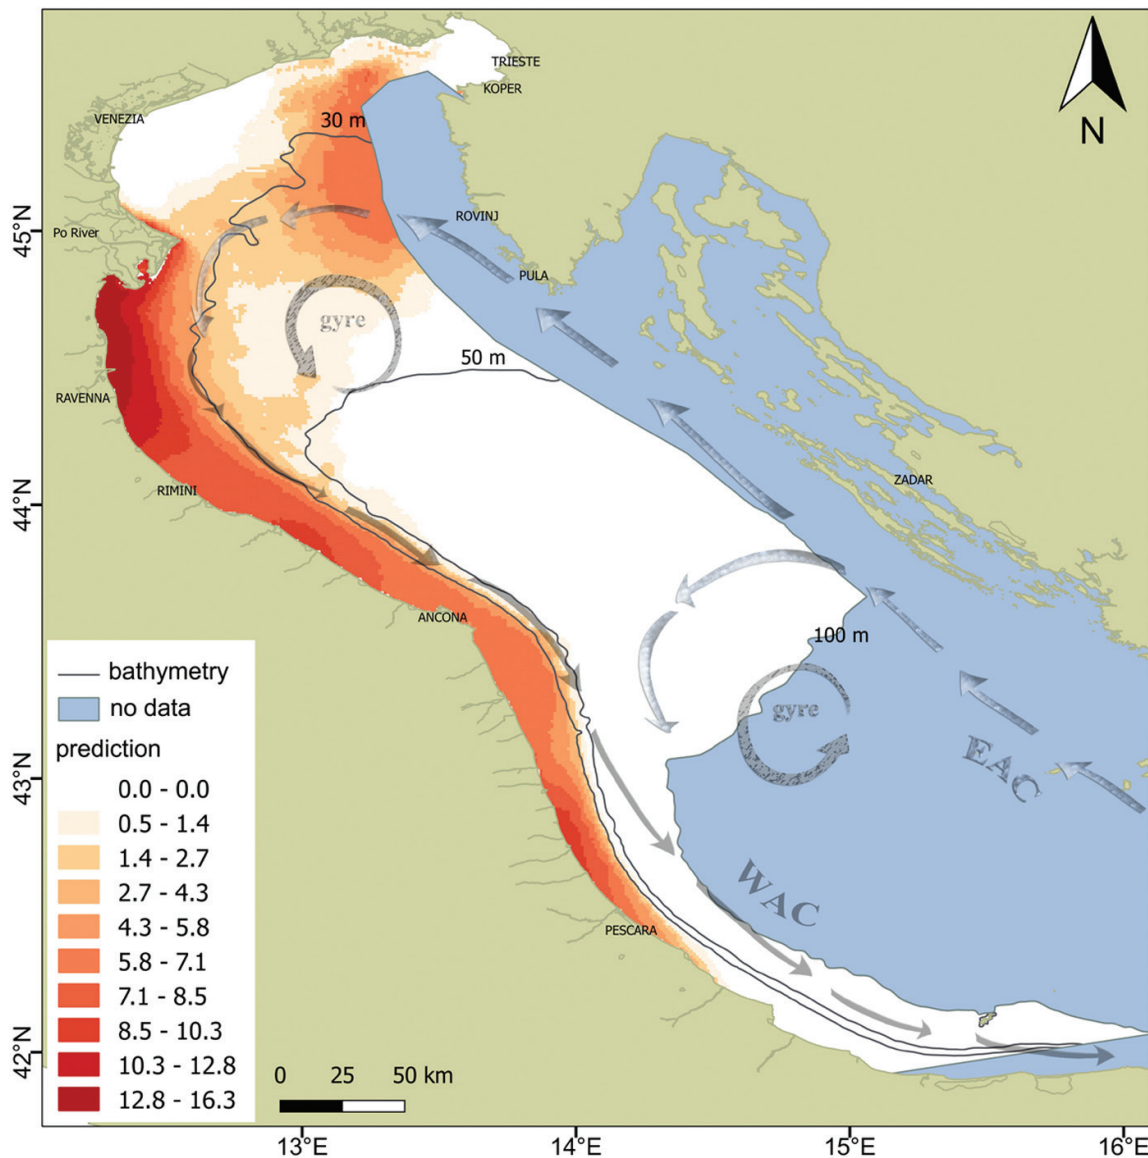 TRIESTE
KOPER
VENEZIA
30 m
N
ROVINJ
Po River
PULA
gyre
50 m
RAVENNA
RIMINI
ZADAR
ANCONA
100 m
gyre
EAC
WAC
PESCARA
bathymetry
no data
prediction
0.0 - 0.0
0.5 - 1.4
1.4 - 2.7
2.7 - 4.3
4.3 - 5.8
5.8 - 7.1
7.1 - 8.5
8.5 - 10.3
10.3 - 12.8
12.8 - 16.3
0 25 50 km
45°N
44°N
43°N
42°N
13°E 14°E 15°E 16°E